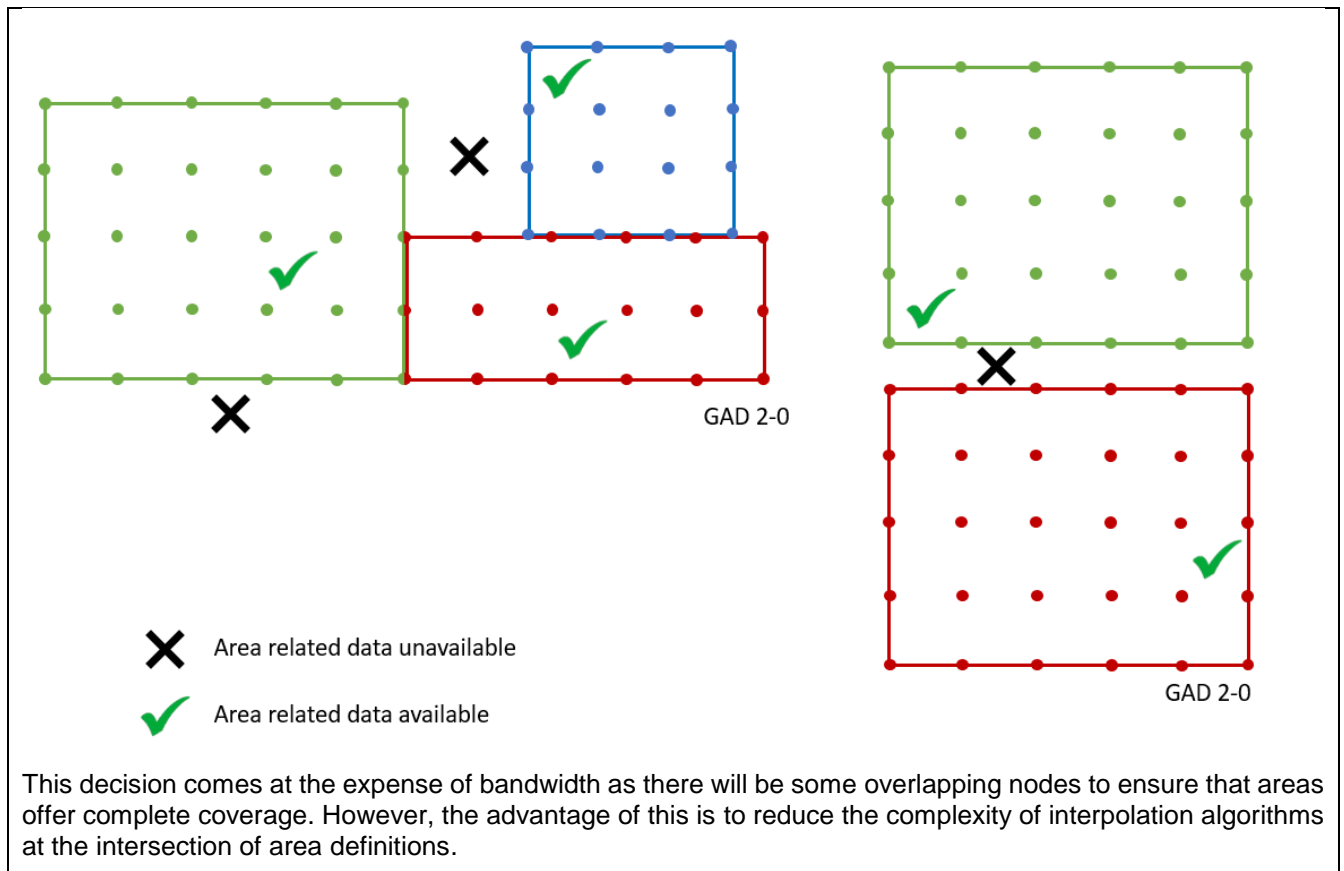 GAD 2-0
GAD 2-0
Area related data unavailable
Area related data available
This decision comes at the expense of bandwidth as there will be some overlapping nodes to ensure that areas
offer complete coverage. However, the advantage of this is to reduce the complexity of interpolation algorithms
at the intersection of area definitions.